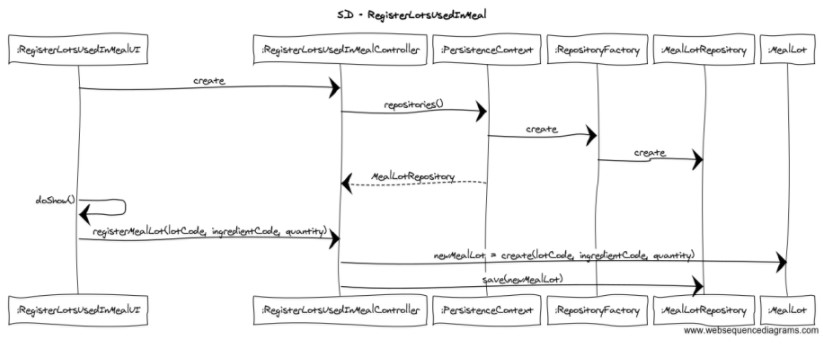 SD - RegisterLotsUsedInMeal
:RegisterLotsUsedInMealUI :RegisterLotsUsedInMealController :PersistenceContext :RepositoryFactory :MealLotRepository :MealLot
create
repositories()
create
create
MealLotRepository
doShow()
registerMealLot(lotCode, ingredientCode, quantity)
newMealLot = create(lotCode, ingredientCode, quantity)
save(newMealLot)
:RegisterLotsUsedInMealUI :RegisterLotsUsedInMealController :PersistenceContext :RepositoryFactory :MealLotRepository :MealLot
www.websequencediagrams.com